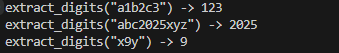 extract_digits("a1b2c3") -> 123
extract_digits("abc2025xyz") -> 2025
extract_digits("x9y") -> 9